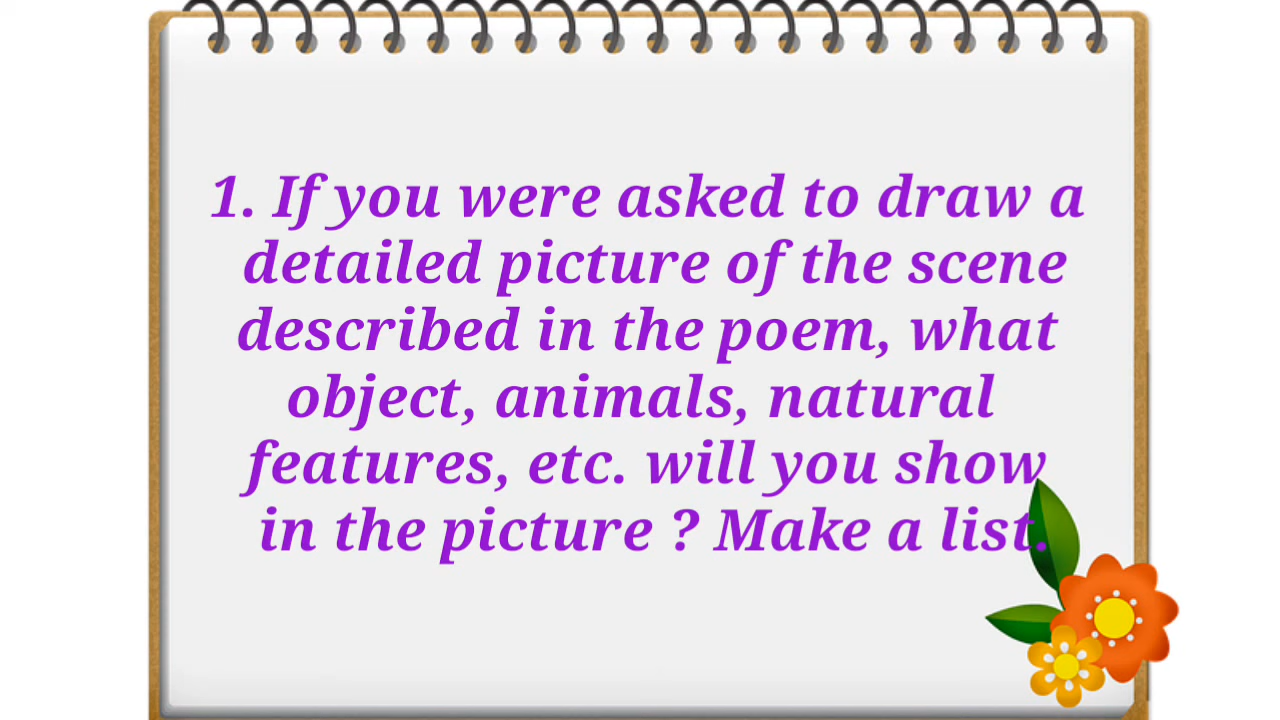 1. If you were asked to draw a
detailed picture of the scene
described in the poem, what
object, animals, natural
features, etc. will you show
in the picture ? Make a list.